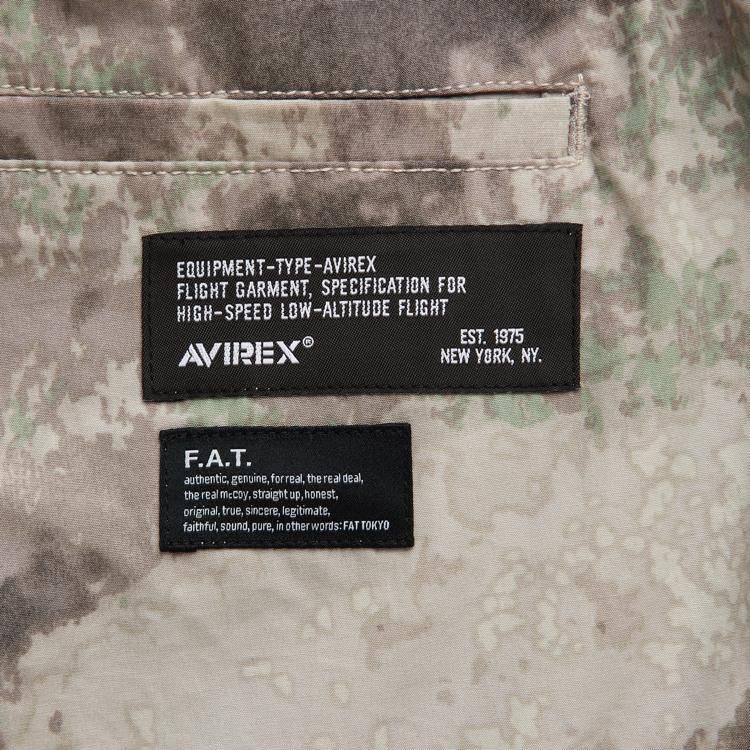 EQUIPMENT-TYPE-AVIREX
FLIGHT GARMENT, SPECIFICATION FOR
HIGH-SPEED LOW-ALTITUDE FLIGHT
AVIREX®
EST. 1975
NEW YORK, NY.
F.A.T.
authentic, genuine, for real, the real deal,
the real mccoy, straight up, honest,
original, true, sincere, legitimate,
faithful, sound, pure, in other words: FAT TOKYO